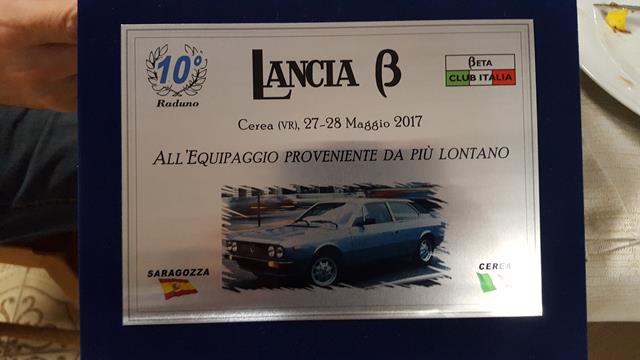 10°
Raduno
LANCIA β
βETA
CLUB ITALIA
Cerea (VR), 27-28 Maggio 2017
ALL'EQUIPAGGIO PROVENIENTE DA PIÙ LONTANO
SARAGOZZA
CEREA